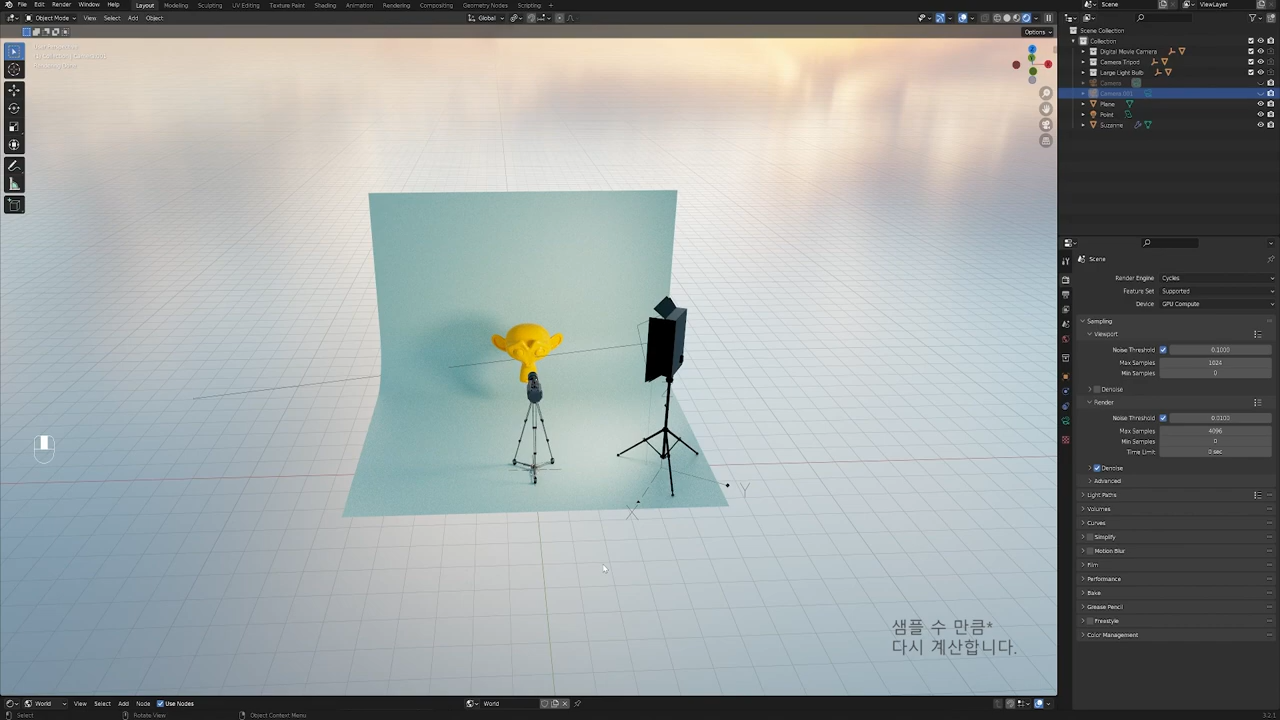 File Edit Render Window Help Layout Modeling Sculpting UV Editing Texture Paint Shading Animation Rendering Compositing Geometry Nodes Scripting + Scene ViewLayer
Object Mode View Select Add Object Global
Options
Scene Collection
Collection
Digital Movie Camera
Camera Tripod
Large Light Bulb
Camera
Camera.001
Plane
Point
Suzanne
Scene
Render Engine Cycles
Feature Set Supported
Device GPU Compute
Sampling
Viewport
Noise Threshold 0.1000
Max Samples 1024
Min Samples 0
Denoise
Render
Noise Threshold 0.0100
Max Samples 4096
Min Samples 0
Time Limit 0 sec
Denoise
Advanced
Light Paths
Volumes
Curves
Simplify
Motion Blur
Film
Performance
Bake
Grease Pencil
Freestyle
Color Management
X Y
샘플 수 만큼*
다시 계산합니다.
World View Select Add Node Use Nodes World
Select Rotate View Object Context Menu 3.2.1